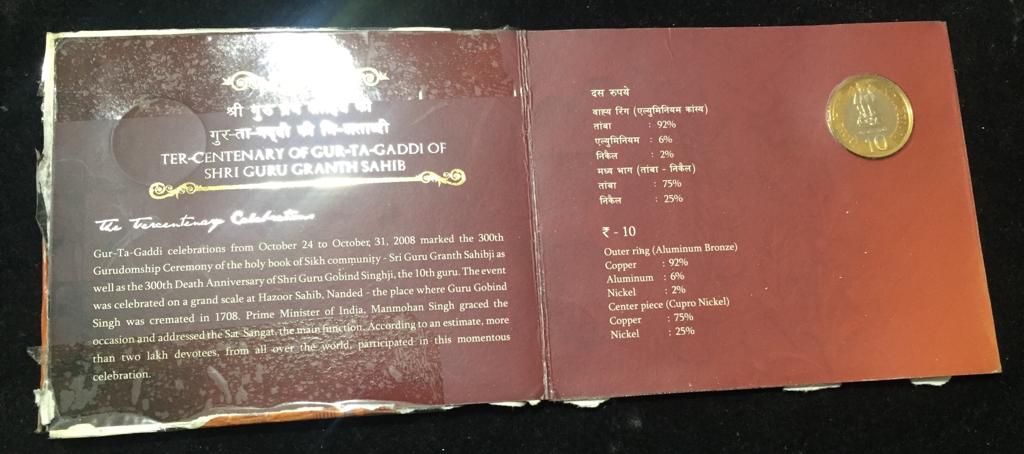 श्री गुरु
गुर-ता-गद्दी की
TER-CENTENARY OF GUR-TA-GADDI OF
SHRI GURU GRANTH SAHIB
The Tercentenary Celebrations
Gur-Ta-Gaddi celebrations from October 24 to October, 31, 2008 marked the 300th
Gurudomship Ceremony of the holy book of Sikh community - Sri Guru Granth Sahibji as
well as the 300th Death Anniversary of Shri Guru Gobind Singhji, the 10th guru. The event
was celebrated on a grand scale at Hazoor Sahib, Nanded - the place where Guru Gobind
Singh was cremated in 1708. Prime Minister of India, Manmohan Singh graced the
occasion and addressed the Sat Sangat, the main function. According to an estimate, more
than two lakh devotees, from all over the world, participated in this momentous
celebration.
दस रुपये
वाह्य रिंग (एल्युमिनियम कांस्य)
तांबा : 92%
एल्युमिनियम : 6%
निकैल : 2%
मध्य भाग (तांबा - निकैल)
तांबा : 75%
निकैल : 25%
₹ - 10
Outer ring (Aluminum Bronze)
Copper : 92%
Aluminum : 6%
Nickel : 2%
Center piece (Cupro Nickel)
Copper : 75%
Nickel : 25%
10